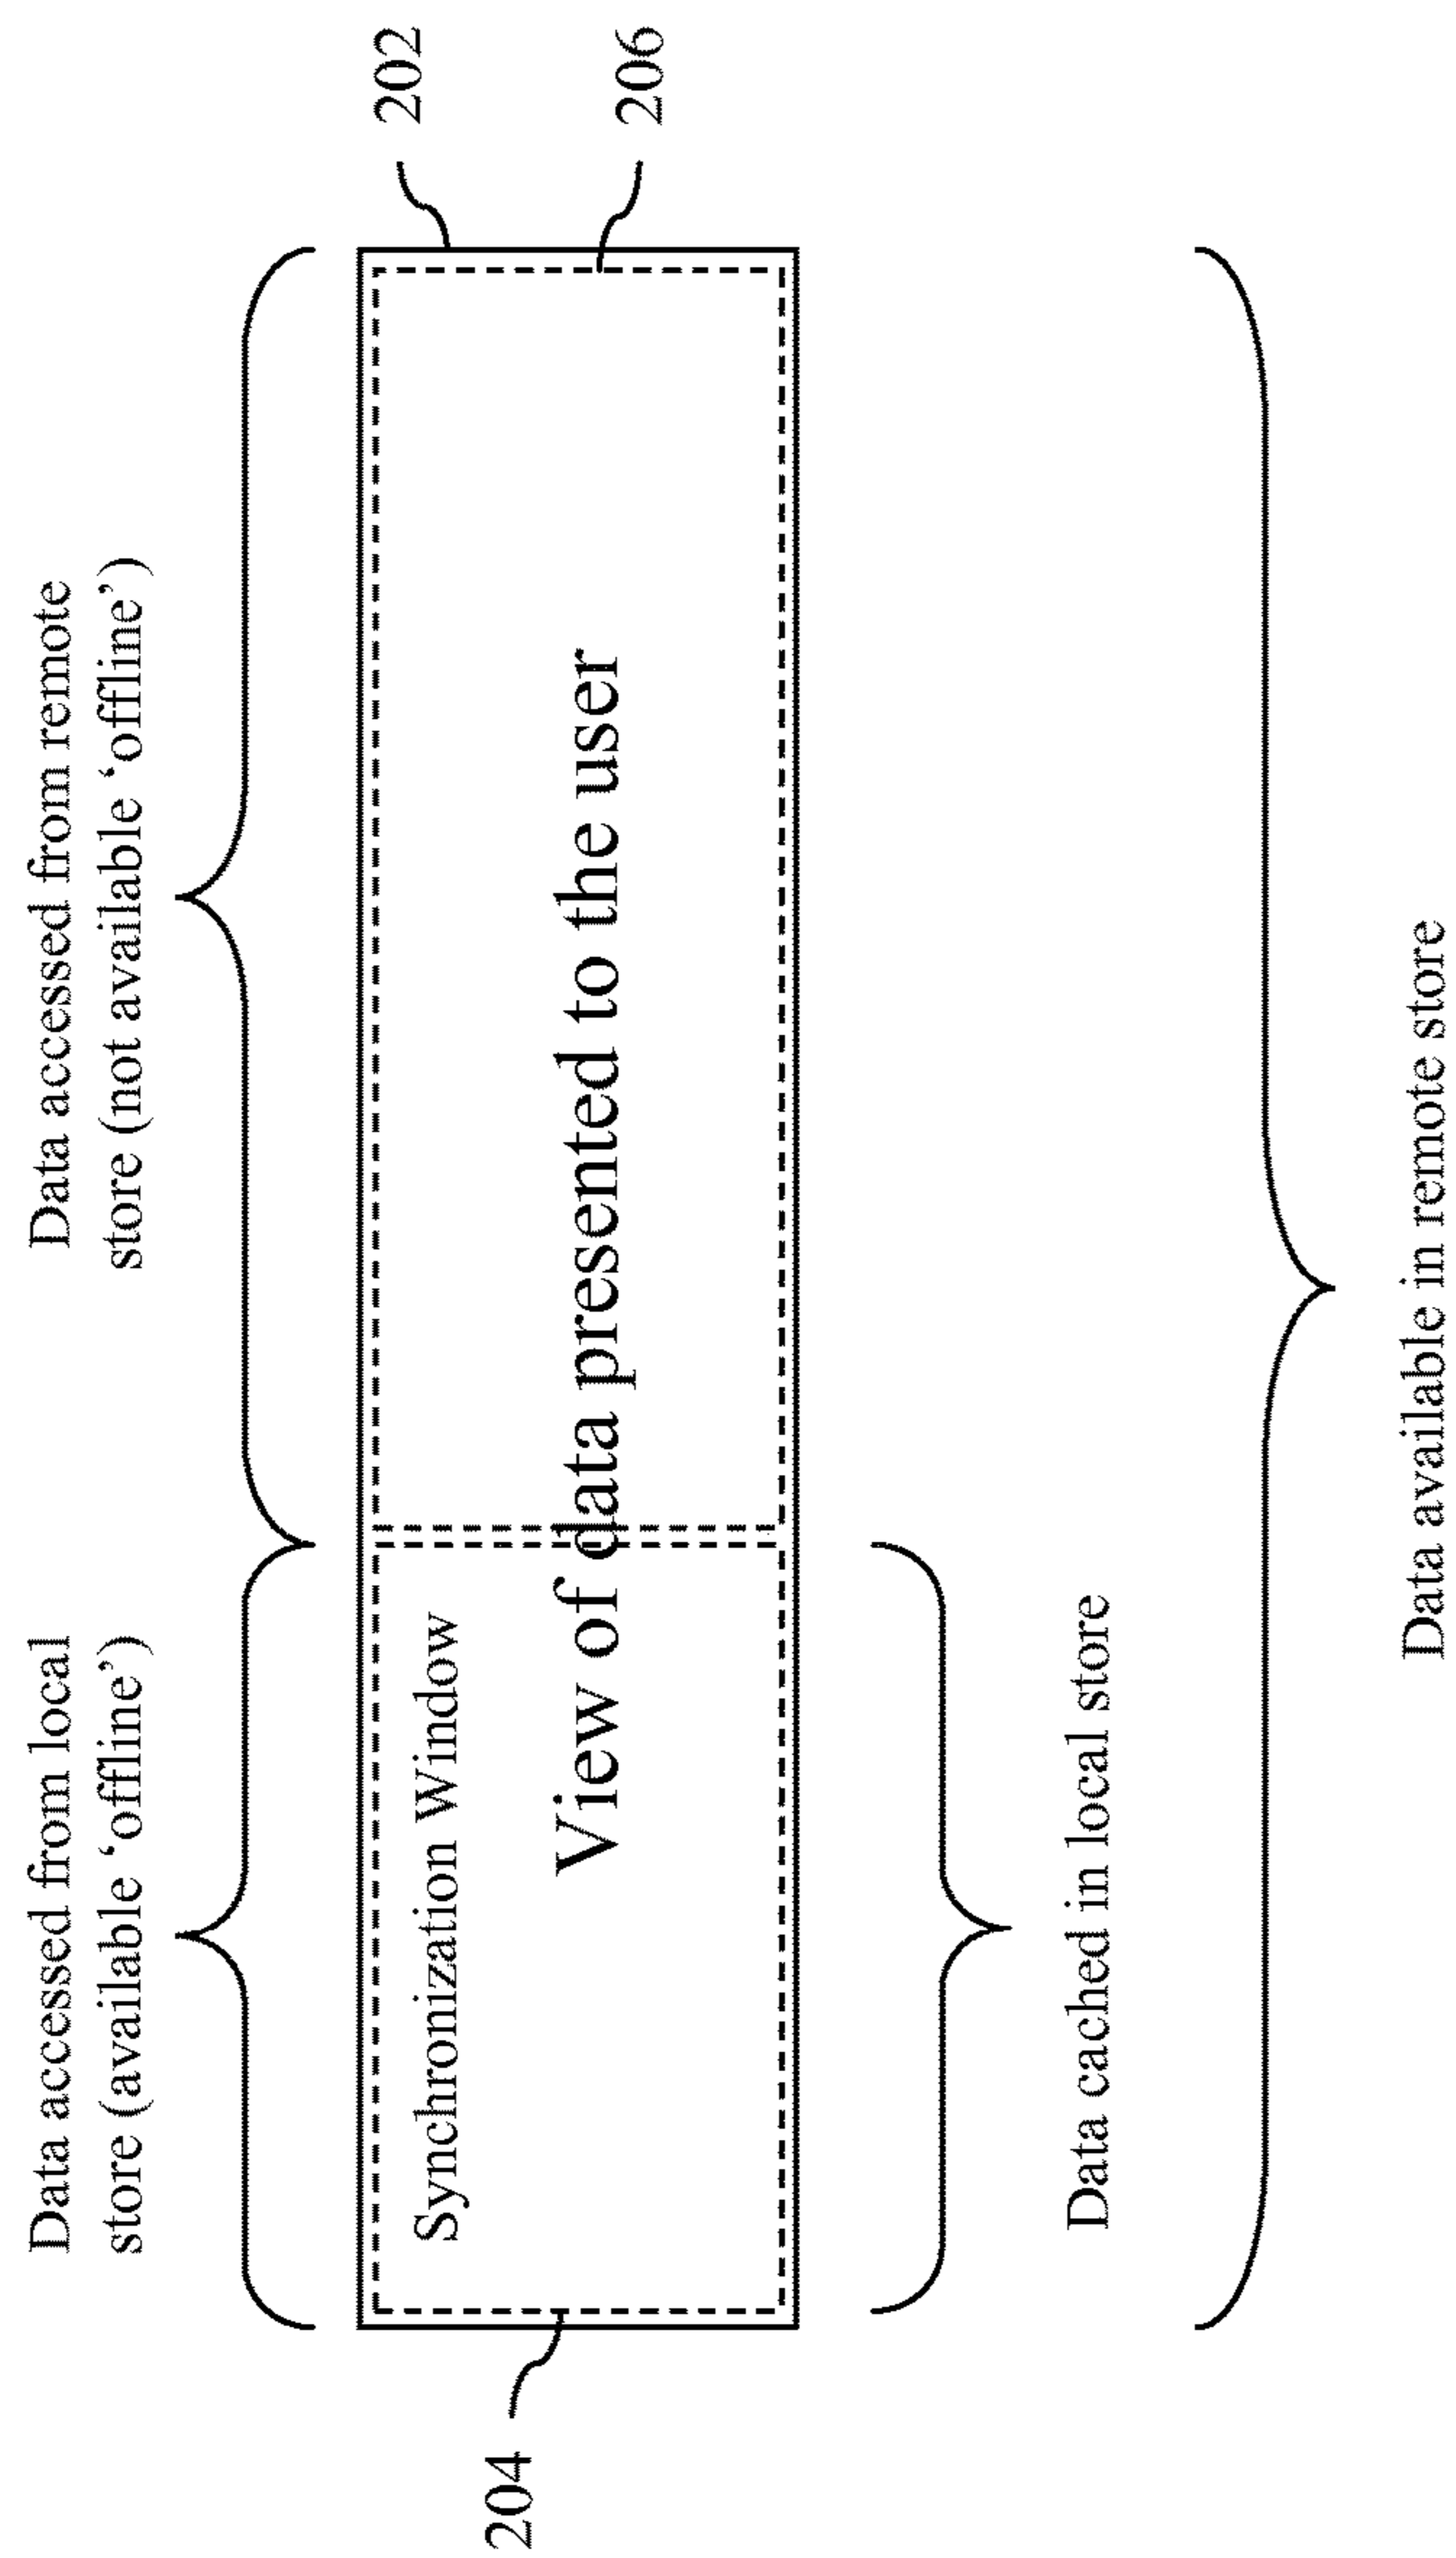 Data accessed from local
store (available ‘offline’)
Data accessed from remote
store (not available ‘offline’)
202
206
204
Synchronization Window
View of data presented to the user
Data cached in local store
Data available in remote store